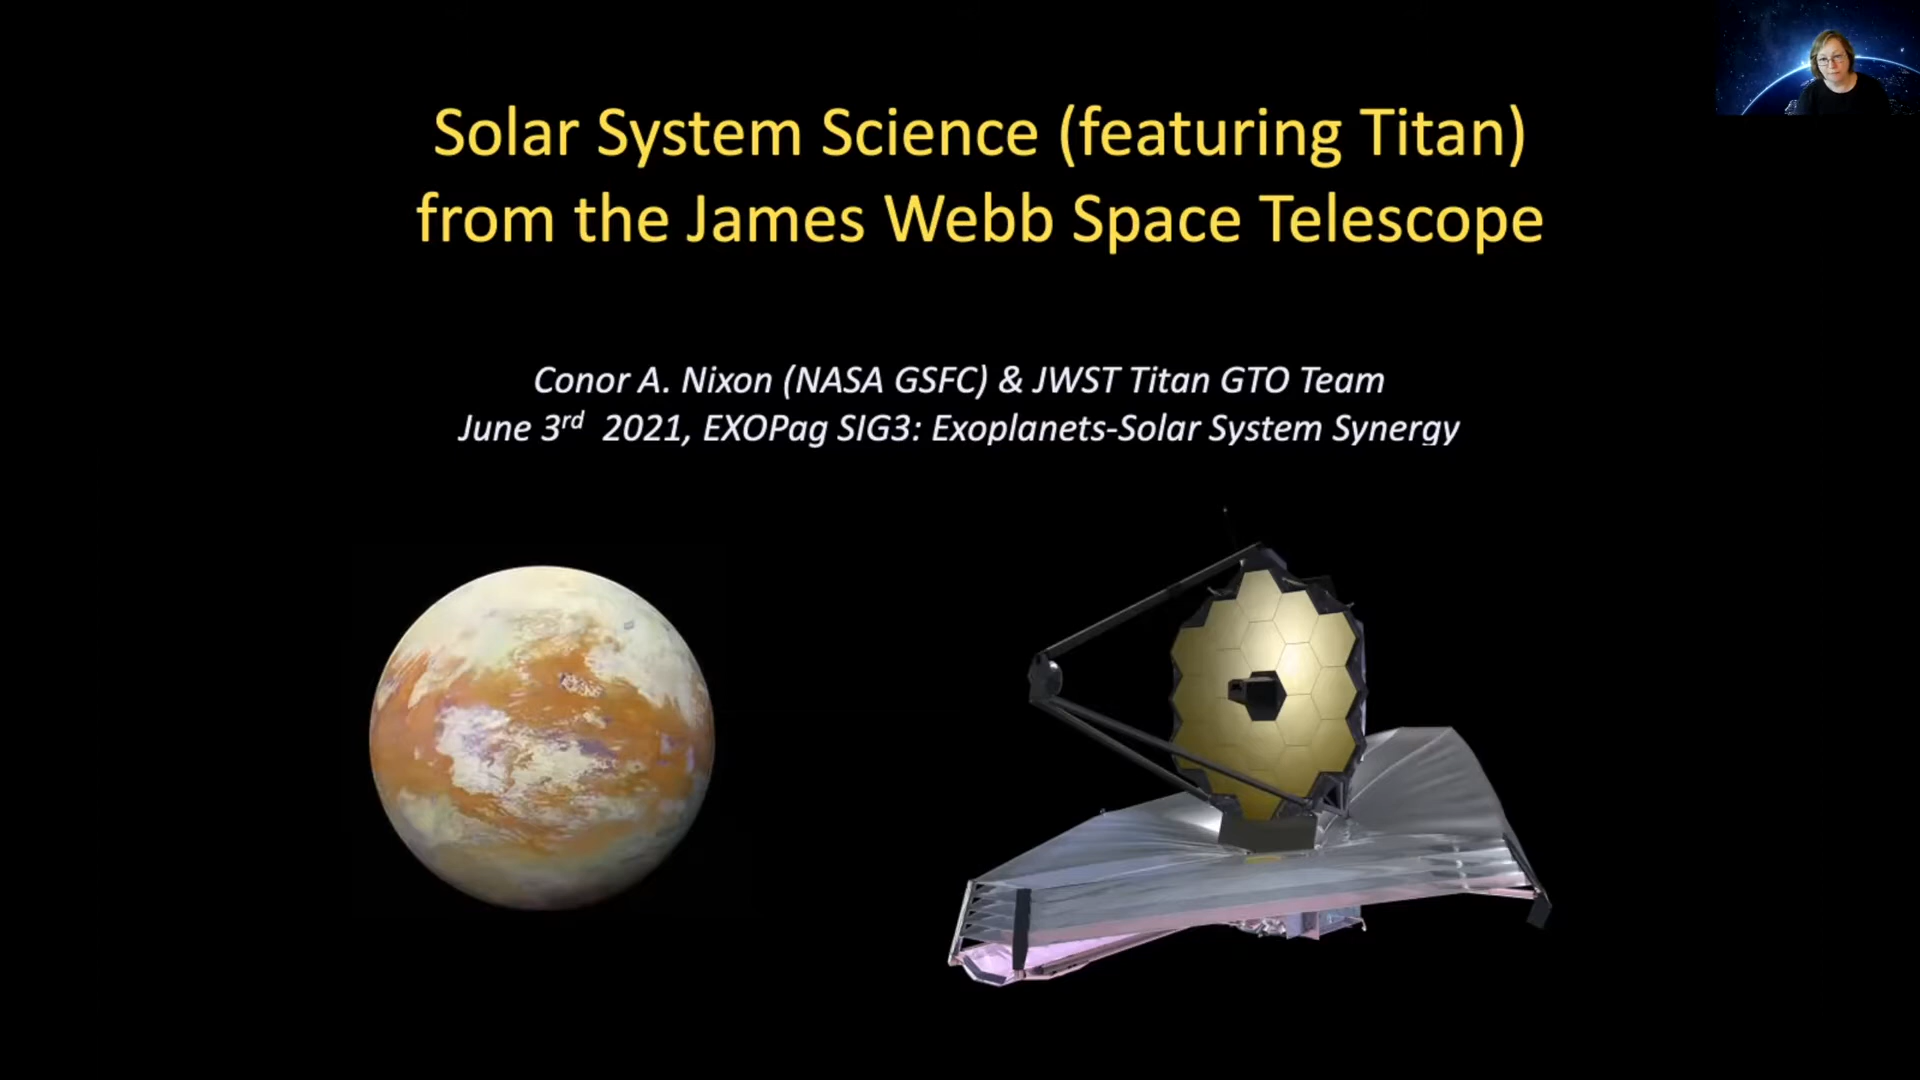 Solar System Science (featuring Titan)
from the James Webb Space Telescope
Conor A. Nixon (NASA GSFC) & JWST Titan GTO Team
June 3rd 2021, EXOPag SIG3: Exoplanets-Solar System Synergy